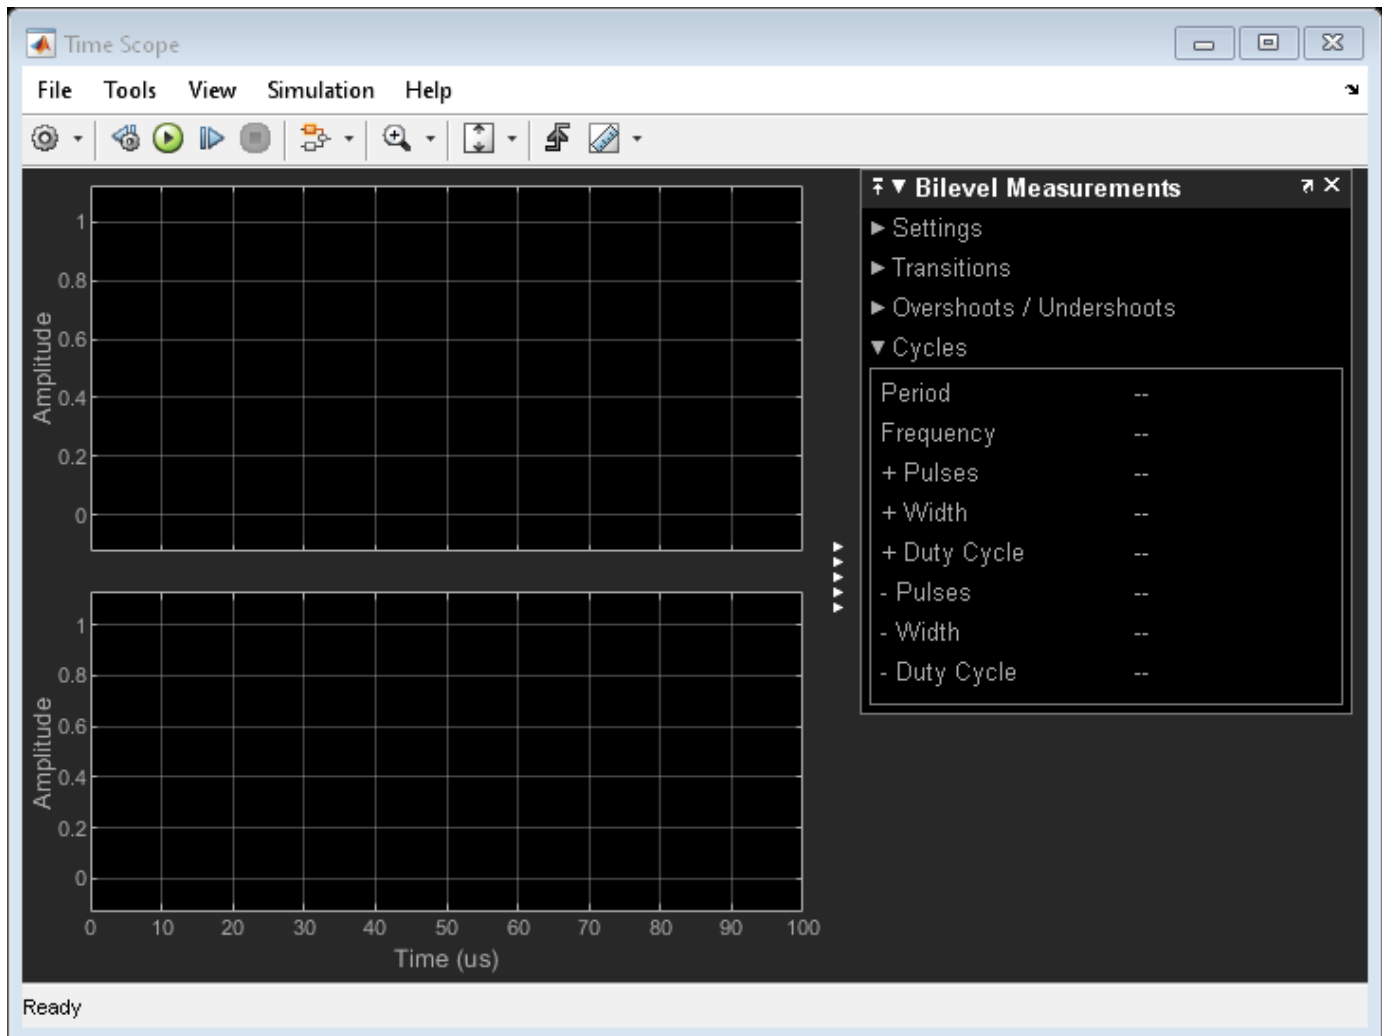 Time Scope
File Tools View Simulation Help
Bilevel Measurements
Settings
Transitions
Overshoots / Undershoots
Cycles
Period --
Frequency --
+ Pulses --
+ Width --
+ Duty Cycle --
- Pulses --
- Width --
- Duty Cycle --
Amplitude
1
0.8
0.6
0.4
0.2
0
Amplitude
1
0.8
0.6
0.4
0.2
0
0 10 20 30 40 50 60 70 80 90 100
Time (us)
Ready